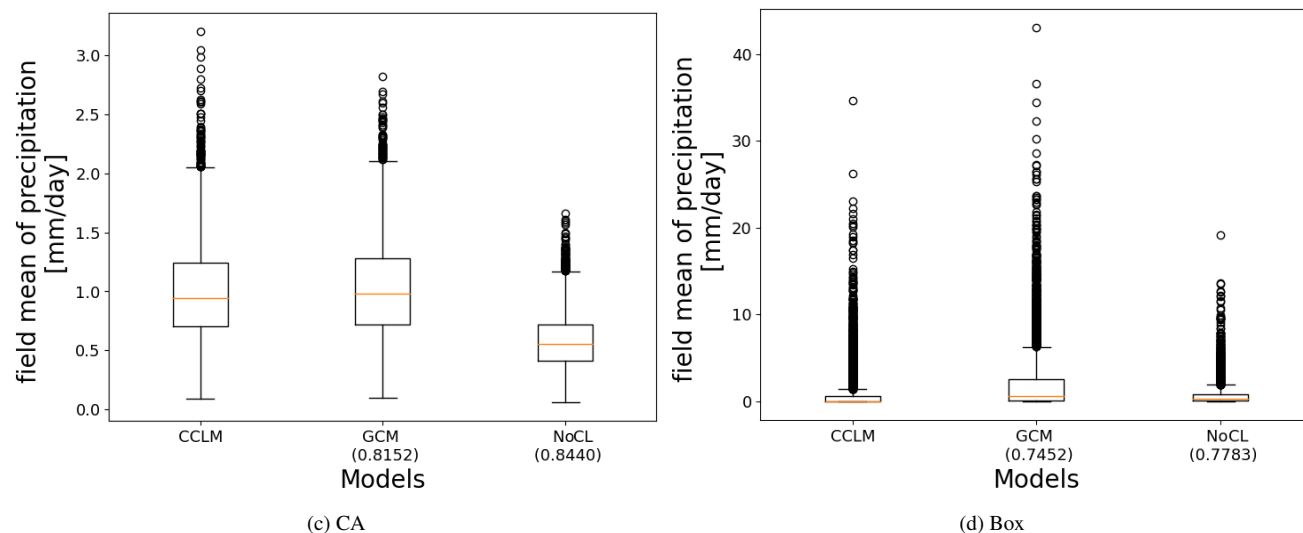 field mean of precipitation
[mm/day]
3.0
2.5
2.0
1.5
1.0
0.5
0.0
CCLM
GCM
(0.8152)
NoCL
(0.8440)
Models
(c) CA
field mean of precipitation
[mm/day]
40
30
20
10
0
CCLM
GCM
(0.7452)
NoCL
(0.7783)
Models
(d) Box